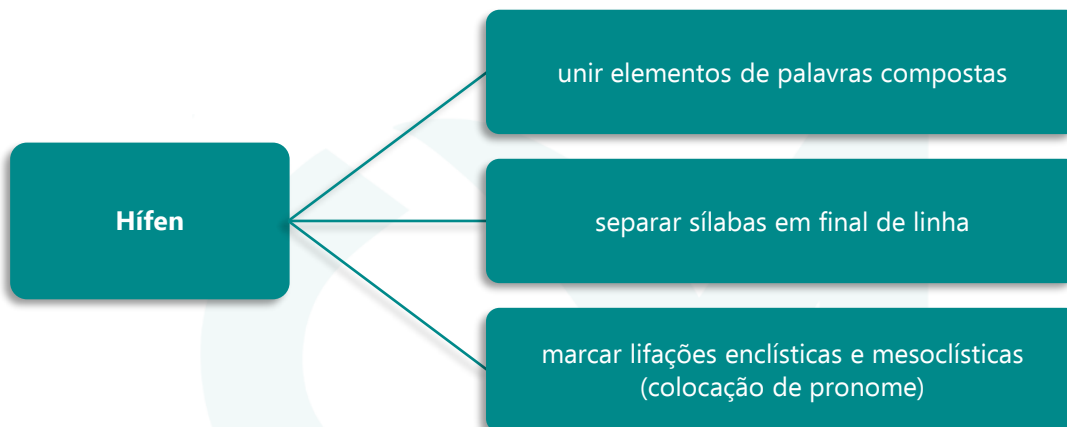 Hífen
unir elementos de palavras compostas
separar sílabas em final de linha
marcar lifações enclísticas e mesoclísticas
(colocação de pronome)